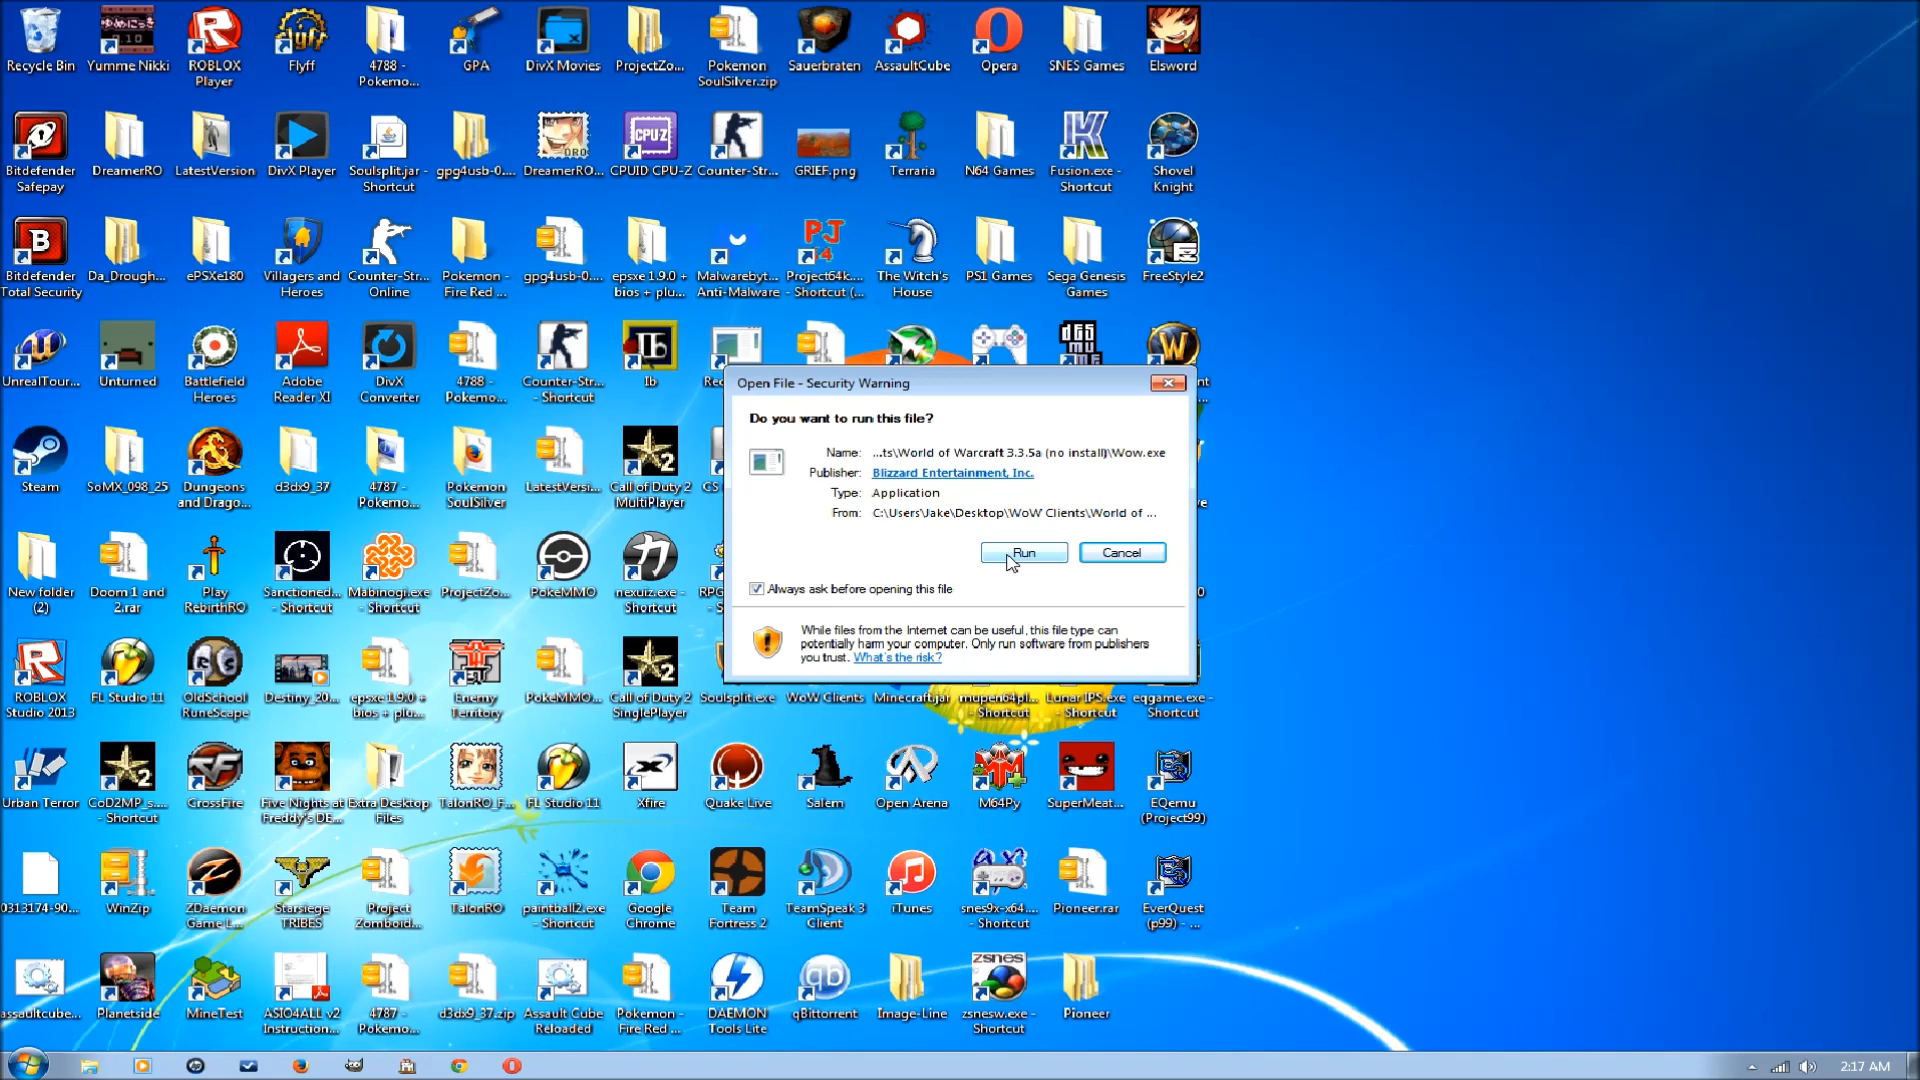 Recycle Bin
Yumme Nikki
ROBLOX Player
Flyff
4788 - Pokemo...
GPA
DivX Movies
ProjectZo...
Pokemon SoulSilver.zip
Sauerbraten
AssaultCube
Opera
SNES Games
Elsword
Bitdefender Safepay
DreamerRO
LatestVersion
DivX Player
Soulsplit.jar - Shortcut
gpg4usb-0....
DreamerRO...
CPUID CPU-Z
Counter-Str...
GRIEF.png
Terraria
N64 Games
Fusion.exe - Shortcut
Shovel Knight
Bitdefender Total Security
Da_Drough...
ePSXe180
Villagers and Heroes
Counter-Str... Online
Pokemon - Fire Red ...
gpg4usb-0....
epsxe 1.9.0 + bios + plu...
Malwarebyt... Anti-Malware
Project64k.... - Shortcut (...
The Witch's House
PS1 Games
Sega Genesis Games
FreeStyle2
UnrealTour...
Unturned
Battlefield Heroes
Adobe Reader XI
DivX Converter
4788 - Pokemo...
Counter-Str... - Shortcut
Ib
Open File - Security Warning
Do you want to run this file?
Name: ...ts\World of Warcraft 3.3.5a (no install)\Wow.exe
Publisher: Blizzard Entertainment, Inc.
Type: Application
From: C:\Users\Jake\Desktop\WoW Clients\World of ...
Run
Cancel
Always ask before opening this file
While files from the Internet can be useful, this file type can
potentially harm your computer. Only run software from publishers
you trust. What's the risk?
Steam
SoMX_098_25
Dungeons and Drago...
d3dx9_37
4787 - Pokemo...
Pokemon SoulSilver
LatestVersi...
Call of Duty 2 MultiPlayer
New folder (2)
Doom 1 and 2.rar
Play RebirthRO
Sanctioned... - Shortcut
Mabinogi.exe - Shortcut
ProjectZo...
PokeMMO
nexuiz.exe - Shortcut
ROBLOX Studio 2013
FL Studio 11
OldSchool RuneScape
Destiny_20...
epsxe 1.9.0 + bios + plu...
Enemy Territory
PokeMMO...
Call of Duty 2 SinglePlayer
Soulsplit.exe
WoW Clients
Minecraft.jar
mupen64pl... - Shortcut
Lunar IPS.exe - Shortcut
eqgame.exe - Shortcut
Urban Terror
CoD2MP_s.... - Shortcut
CrossFire
Five Nights at Freddy's DE...
Extra Desktop Files
TalonRO_F...
FL Studio 11
Xfire
Quake Live
Salem
Open Arena
M64Py
SuperMeat...
EQemu (Project99)
0313174-90...
WinZip
ZDaemon Game L...
Starsiege TRIBES
Project Zomboid...
TalonRO
paintball2.exe - Shortcut
Google Chrome
Team Fortress 2
TeamSpeak 3 Client
iTunes
snes9x-x64.... - Shortcut
Pioneer.rar
EverQuest (p99) - ...
assaultcube...
Planetside
MineTest
ASIO4ALL v2 Instruction...
4787 - Pokemo...
d3dx9_37.zip
Assault Cube Reloaded
Pokemon - Fire Red ...
DAEMON Tools Lite
qBittorrent
Image-Line
zsnesw.exe - Shortcut
Pioneer
2:17 AM